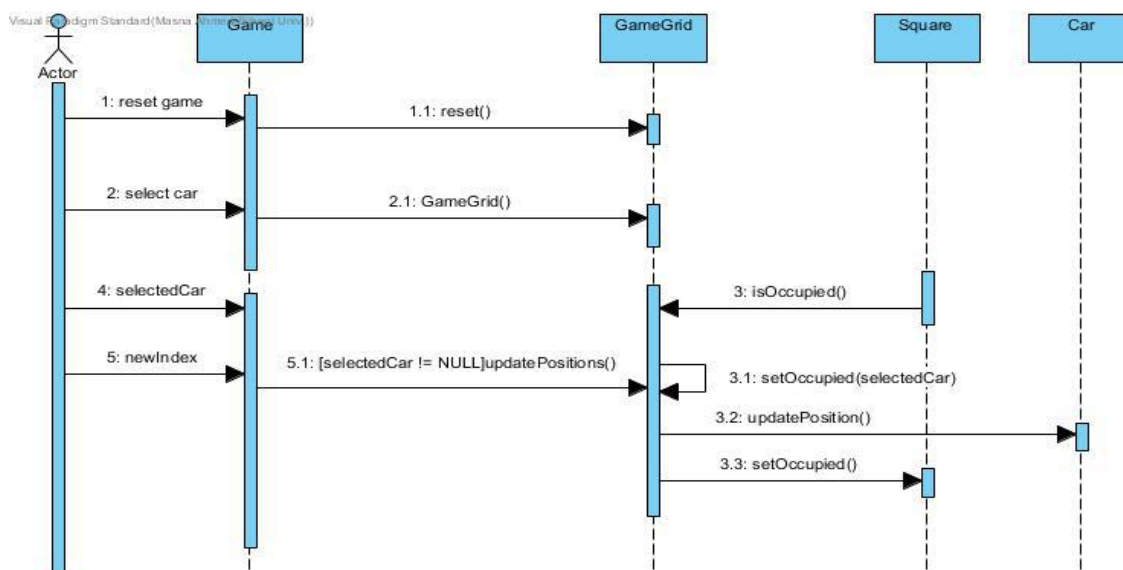 Visual Paradigm Standard(Masna Ahmed
Game
GameGrid
Square
Car
Actor
1: reset game
1.1: reset()
2: select car
2.1: GameGrid()
4: selectedCar
3: isOccupied()
5: newIndex
5.1: [selectedCar != NULL]updatePositions()
3.1: setOccupied(selectedCar)
3.2: updatePosition()
3.3: setOccupied()